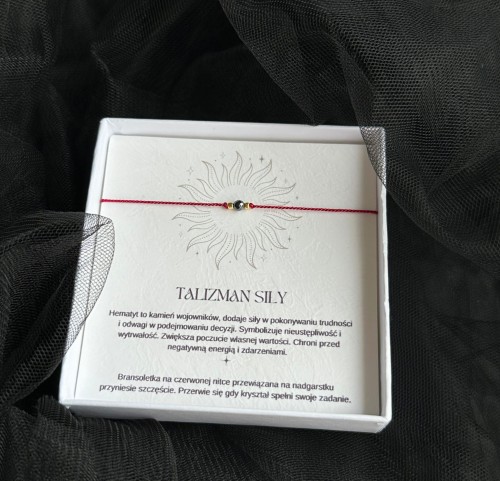 TALIZMAN SIŁY
Hematyt to kamień wojowników, dodaje siły w pokonywaniu trudności
i odwagi w podejmowaniu decyzji. Symbolizuje nieustępliwość i
wytrwałość. Zwiększa poczucie własnej wartości. Chroni przed
negatywną energią i zdarzeniami.
Bransoletka na czerwonej nitce przewiązana na nadgarstku
przyniesie szczęście. Przerwie się gdy kryształ spełni swoje zadanie.